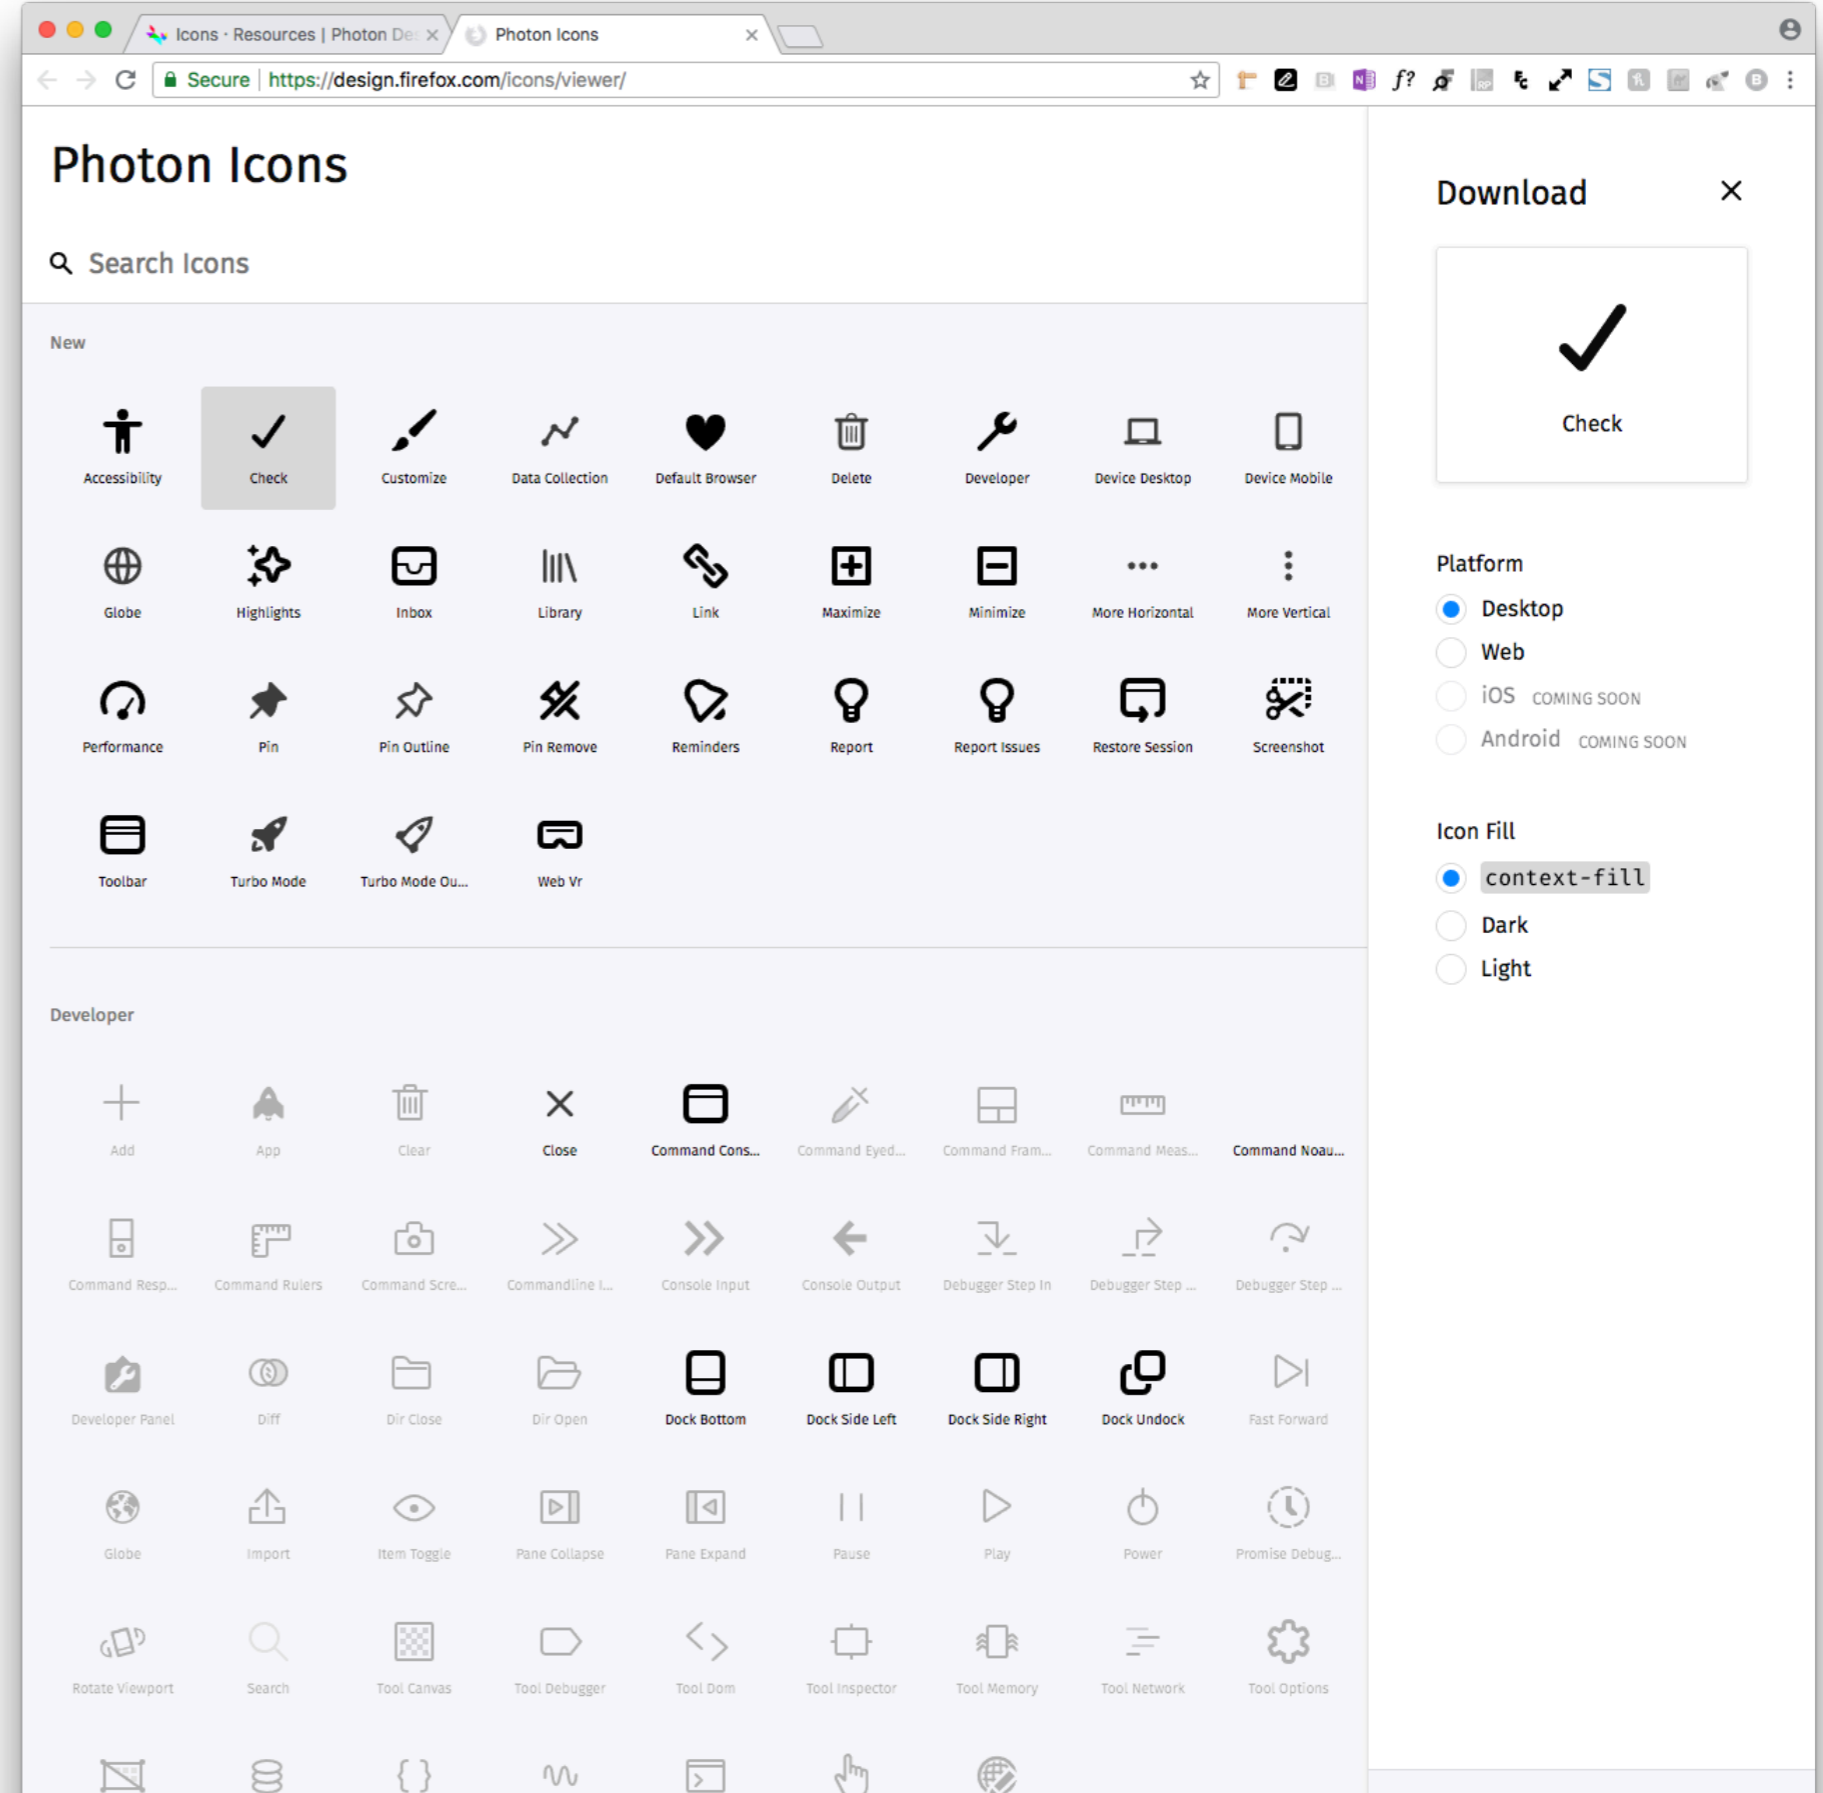 Icons · Resources | Photon De
Photon Icons
Secure
https://design.firefox.com/icons/viewer/
Photon Icons
Search Icons
New
Accessibility
Check
Customize
Data Collection
Default Browser
Delete
Developer
Device Desktop
Device Mobile
Globe
Highlights
Inbox
Library
Link
Maximize
Minimize
More Horizontal
More Vertical
Performance
Pin
Pin Outline
Pin Remove
Reminders
Report
Report Issues
Restore Session
Screenshot
Toolbar
Turbo Mode
Turbo Mode Ou...
Web Vr
Developer
Add
App
Clear
Close
Command Cons...
Command Eyed...
Command Fram...
Command Meas...
Command Noau...
Command Resp...
Command Rulers
Command Scre...
Commandline I...
Console Input
Console Output
Debugger Step In
Debugger Step ...
Debugger Step ...
Developer Panel
Diff
Dir Close
Dir Open
Dock Bottom
Dock Side Left
Dock Side Right
Dock Undock
Fast Forward
Globe
Import
Item Toggle
Pane Collapse
Pane Expand
Pause
Play
Power
Promise Debug...
Rotate Viewport
Search
Tool Canvas
Tool Debugger
Tool Dom
Tool Inspector
Tool Memory
Tool Network
Tool Options
Download
Check
Platform
Desktop
Web
iOS COMING SOON
Android COMING SOON
Icon Fill
context-fill
Dark
Light